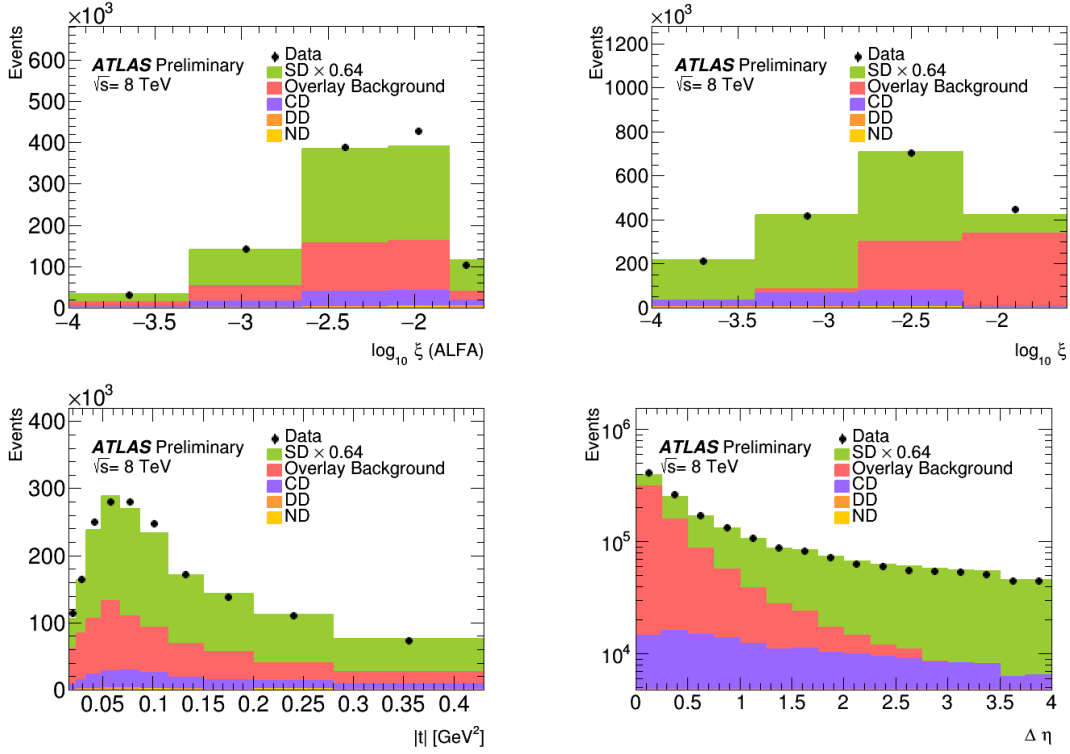 ×10³
Events
600
500
400
300
200
100
0
ATLAS Preliminary
√s= 8 TeV
Data
SD × 0.64
Overlay Background
CD
DD
ND
−4 −3.5 −3 −2.5 −2
log₁₀ ξ (ALFA)
×10³
Events
1200
1000
800
600
400
200
0
ATLAS Preliminary
√s= 8 TeV
Data
SD × 0.64
Overlay Background
CD
DD
ND
−4 −3.5 −3 −2.5 −2
log₁₀ ξ
×10³
Events
400
300
200
100
0
ATLAS Preliminary
√s= 8 TeV
Data
SD × 0.64
Overlay Background
CD
DD
ND
0.05 0.1 0.15 0.2 0.25 0.3 0.35 0.4
|t| [GeV²]
Events
10⁶
10⁵
10⁴
ATLAS Preliminary
√s= 8 TeV
Data
SD × 0.64
Overlay Background
CD
DD
ND
0 0.5 1 1.5 2 2.5 3 3.5 4
Δ η